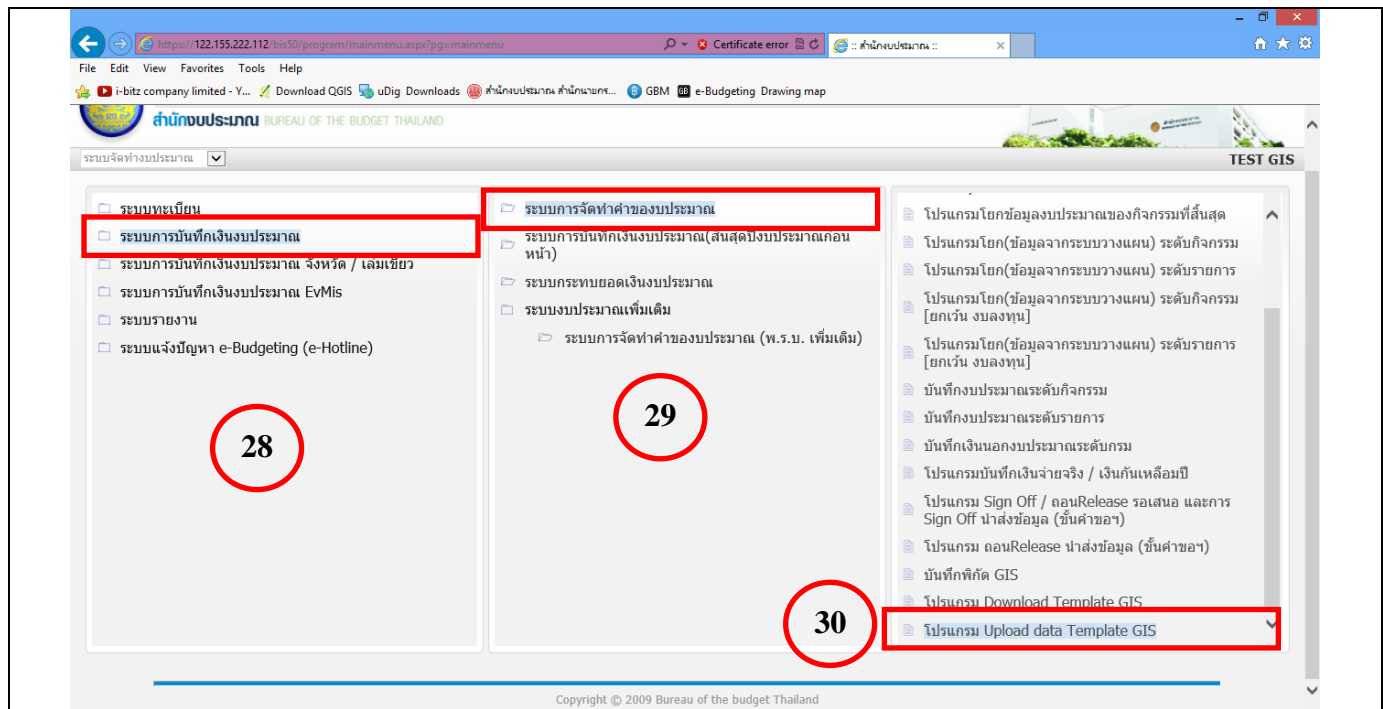 https://122.155.222.112/bis50/program/mainmenu.aspx?pg=mainmenu
Certificate error
:: สำนักงบประมาณ ::
File Edit View Favorites Tools Help
i-bitz company limited - Y... Download QGIS uDig Downloads สำนักงบประมาณ สำนักนายกร... GBM GB e-Budgeting Drawing map
สำนักงบประมาณ BUREAU OF THE BUDGET THAILAND
ระบบจัดทำงบประมาณ
TEST GIS
ระบบทะเบียน
ระบบการบันทึกเงินงบประมาณ
ระบบการบันทึกเงินงบประมาณ จังหวัด / เล่มเขียว
ระบบการบันทึกเงินงบประมาณ EvMis
ระบบรายงาน
ระบบแจ้งปัญหา e-Budgeting (e-Hotline)
28
ระบบการจัดทำคำของบประมาณ
ระบบการบันทึกเงินงบประมาณ(สิ้นสุดปีงบประมาณก่อน
หน้า)
ระบบกระทบยอดเงินงบประมาณ
ระบบงบประมาณเพิ่มเติม
ระบบการจัดทำคำของบประมาณ (พ.ร.บ. เพิ่มเติม)
29
โปรแกรมโยกข้อมูลงบประมาณของกิจกรรมที่สิ้นสุด
โปรแกรมโยก(ข้อมูลจากระบบวางแผน) ระดับกิจกรรม
โปรแกรมโยก(ข้อมูลจากระบบวางแผน) ระดับรายการ
โปรแกรมโยก(ข้อมูลจากระบบวางแผน) ระดับกิจกรรม
[ยกเว้น งบลงทุน]
โปรแกรมโยก(ข้อมูลจากระบบวางแผน) ระดับรายการ
[ยกเว้น งบลงทุน]
บันทึกงบประมาณระดับกิจกรรม
บันทึกงบประมาณระดับรายการ
บันทึกเงินนอกงบประมาณระดับกรม
โปรแกรมบันทึกเงินจ่ายจริง / เงินกันเหลื่อมปี
โปรแกรม Sign Off / ถอนRelease รอเสนอ และการ
Sign Off นำส่งข้อมูล (ขั้นคำขอฯ)
โปรแกรม ถอนRelease นำส่งข้อมูล (ขั้นคำขอฯ)
บันทึกพิกัด GIS
โปรแกรม Download Template GIS
โปรแกรม Upload data Template GIS
30
Copyright © 2009 Bureau of the budget Thailand